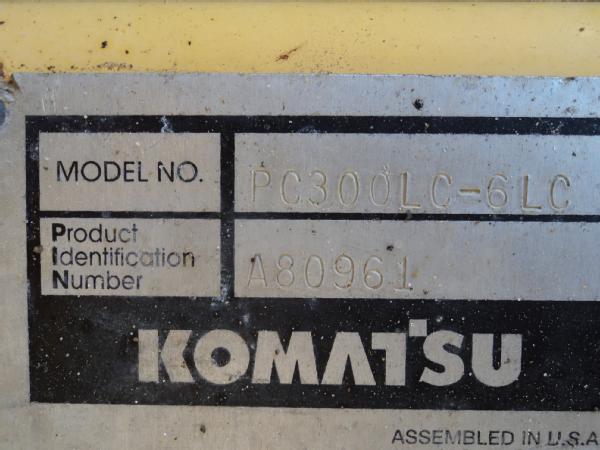 MODEL NO. PC300LC-6LC
Product
Identification
Number A80961
KOMATSU
ASSEMBLED IN U.S.A